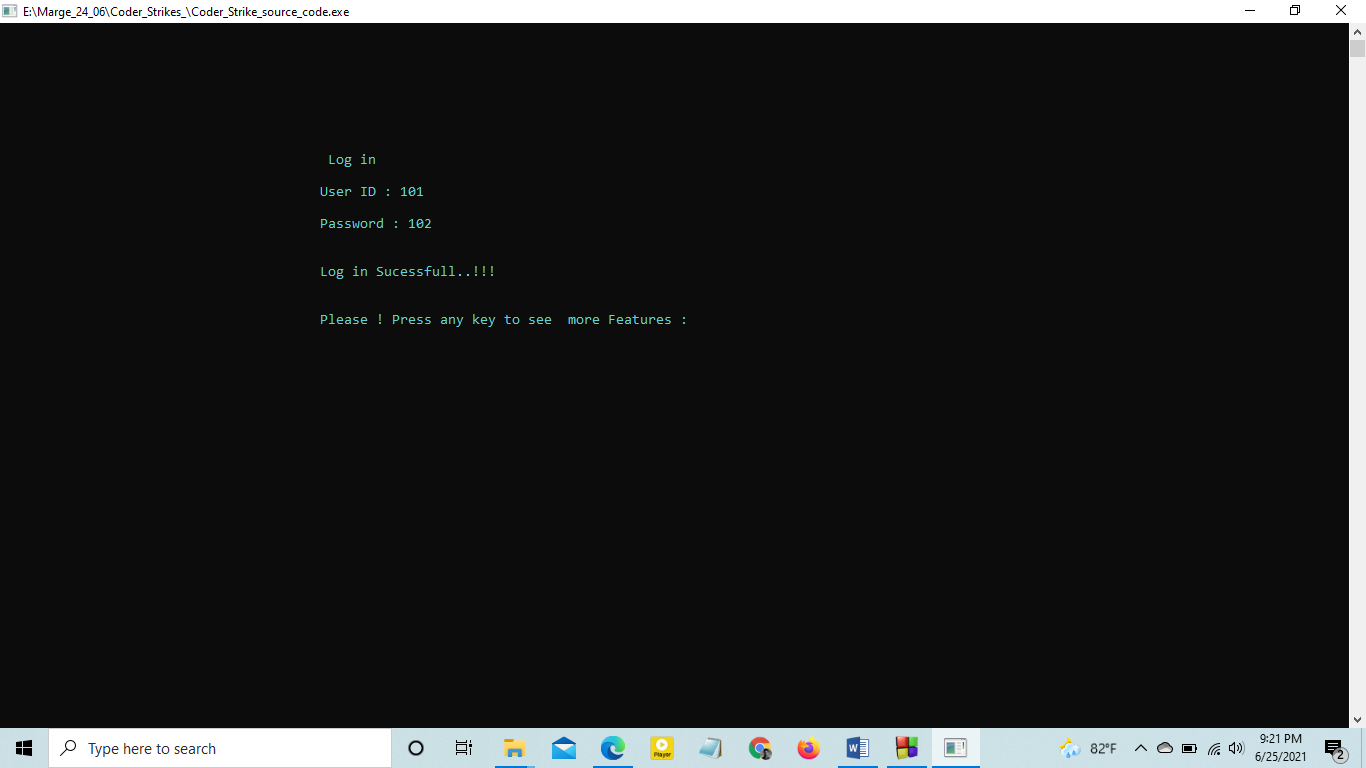 E:\Marge_24_06\Coder_Strikes_\Coder_Strike_source_code.exe
Log in
User ID : 101
Password : 102
Log in Sucessfull..!!!
Please ! Press any key to see  more Features :
Type here to search
Player
82°F
9:21 PM
6/25/2021
2